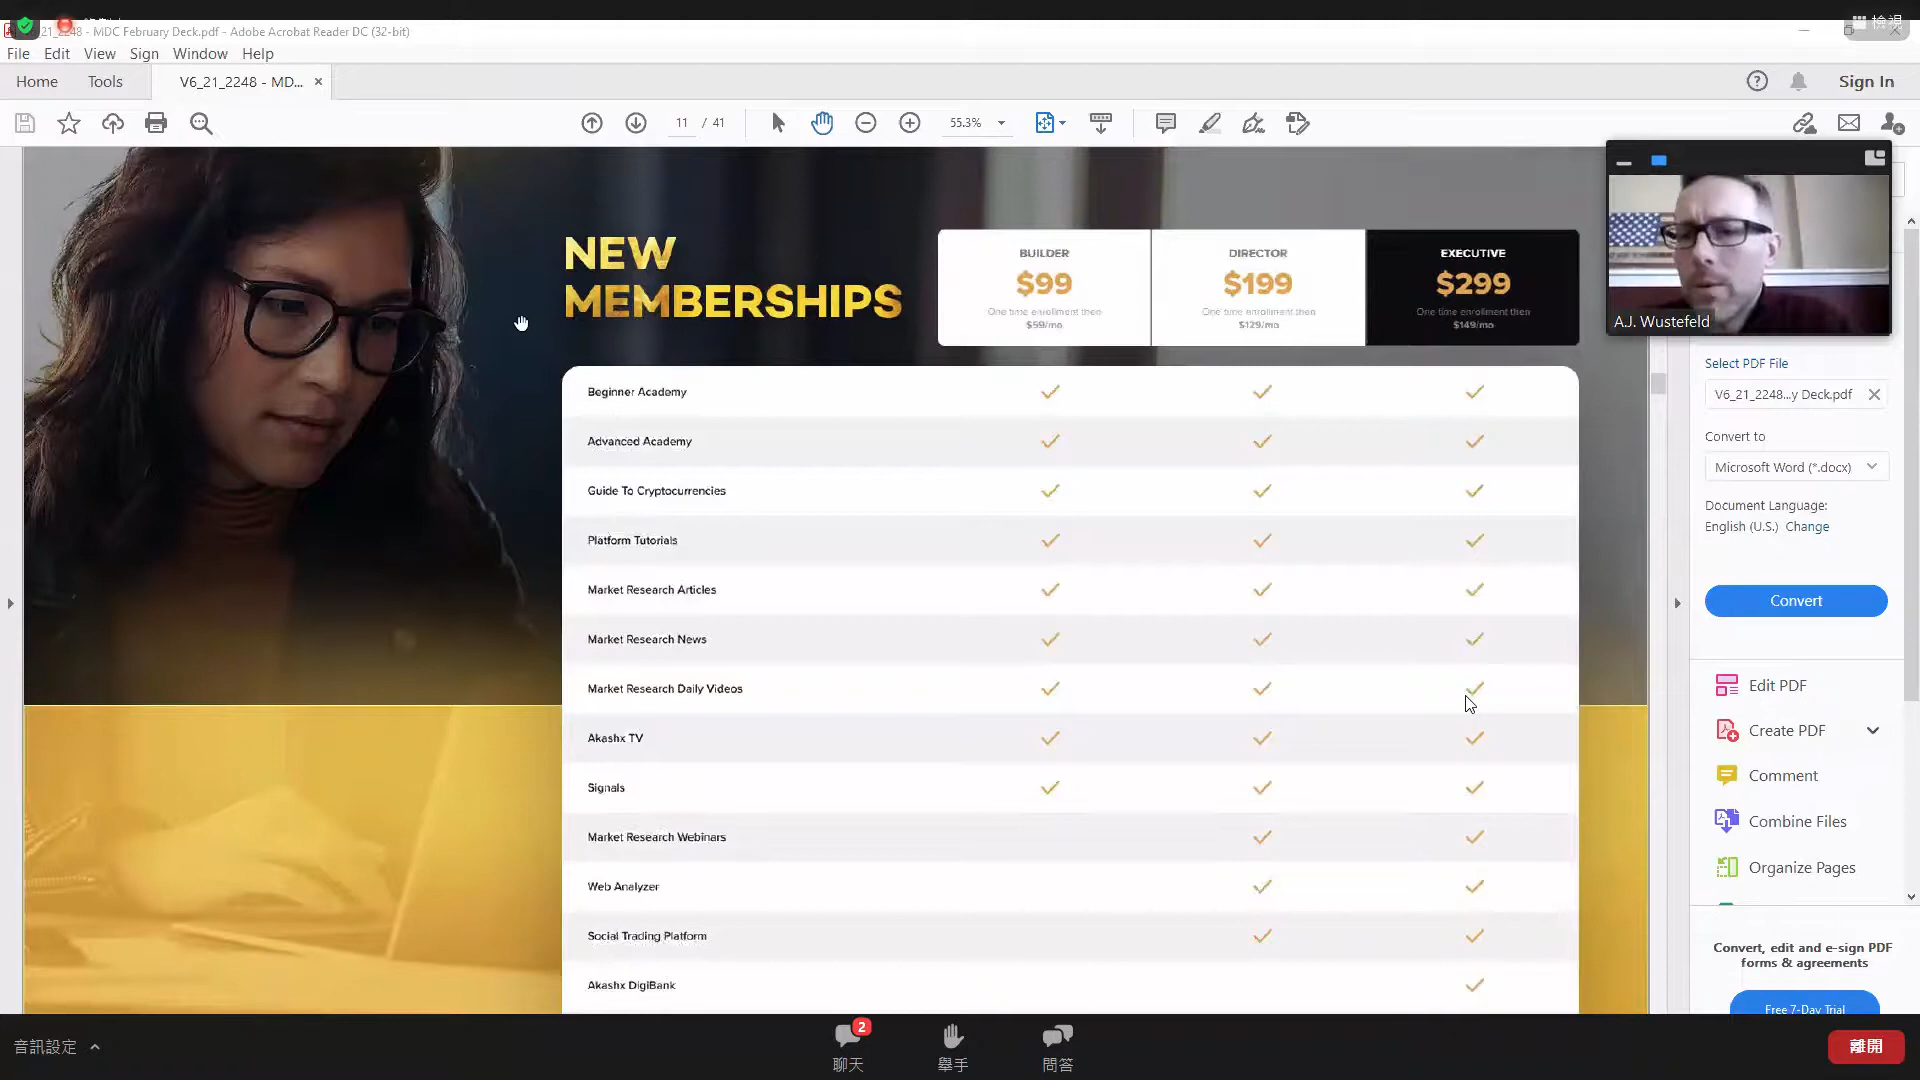 檢視
- MDC February Deck.pdf - Adobe Acrobat Reader DC (32-bit)
File Edit View Sign Window Help
Home Tools V6_21_2248 - MD... ×
Sign In
11 / 41 55.3%
NEW
MEMBERSHIPS
BUILDER
$99
One time enrollment then
$59/mo
DIRECTOR
$199
One time enrollment then
$129/mo
EXECUTIVE
$299
One time enrollment then
$149/mo
A.J. Wustefeld
Beginner Academy
Advanced Academy
Guide To Cryptocurrencies
Platform Tutorials
Market Research Articles
Market Research News
Market Research Daily Videos
Akashx TV
Signals
Market Research Webinars
Web Analyzer
Social Trading Platform
Akashx DigiBank
Select PDF File
V6_21_2248...y Deck.pdf
Convert to
Microsoft Word (*.docx)
Document Language:
English (U.S.) Change
Convert
Edit PDF
Create PDF
Comment
Combine Files
Organize Pages
Convert, edit and e-sign PDF
forms & agreements
Free 7-Day Trial
音訊設定
2
聊天
舉手
問答
離開